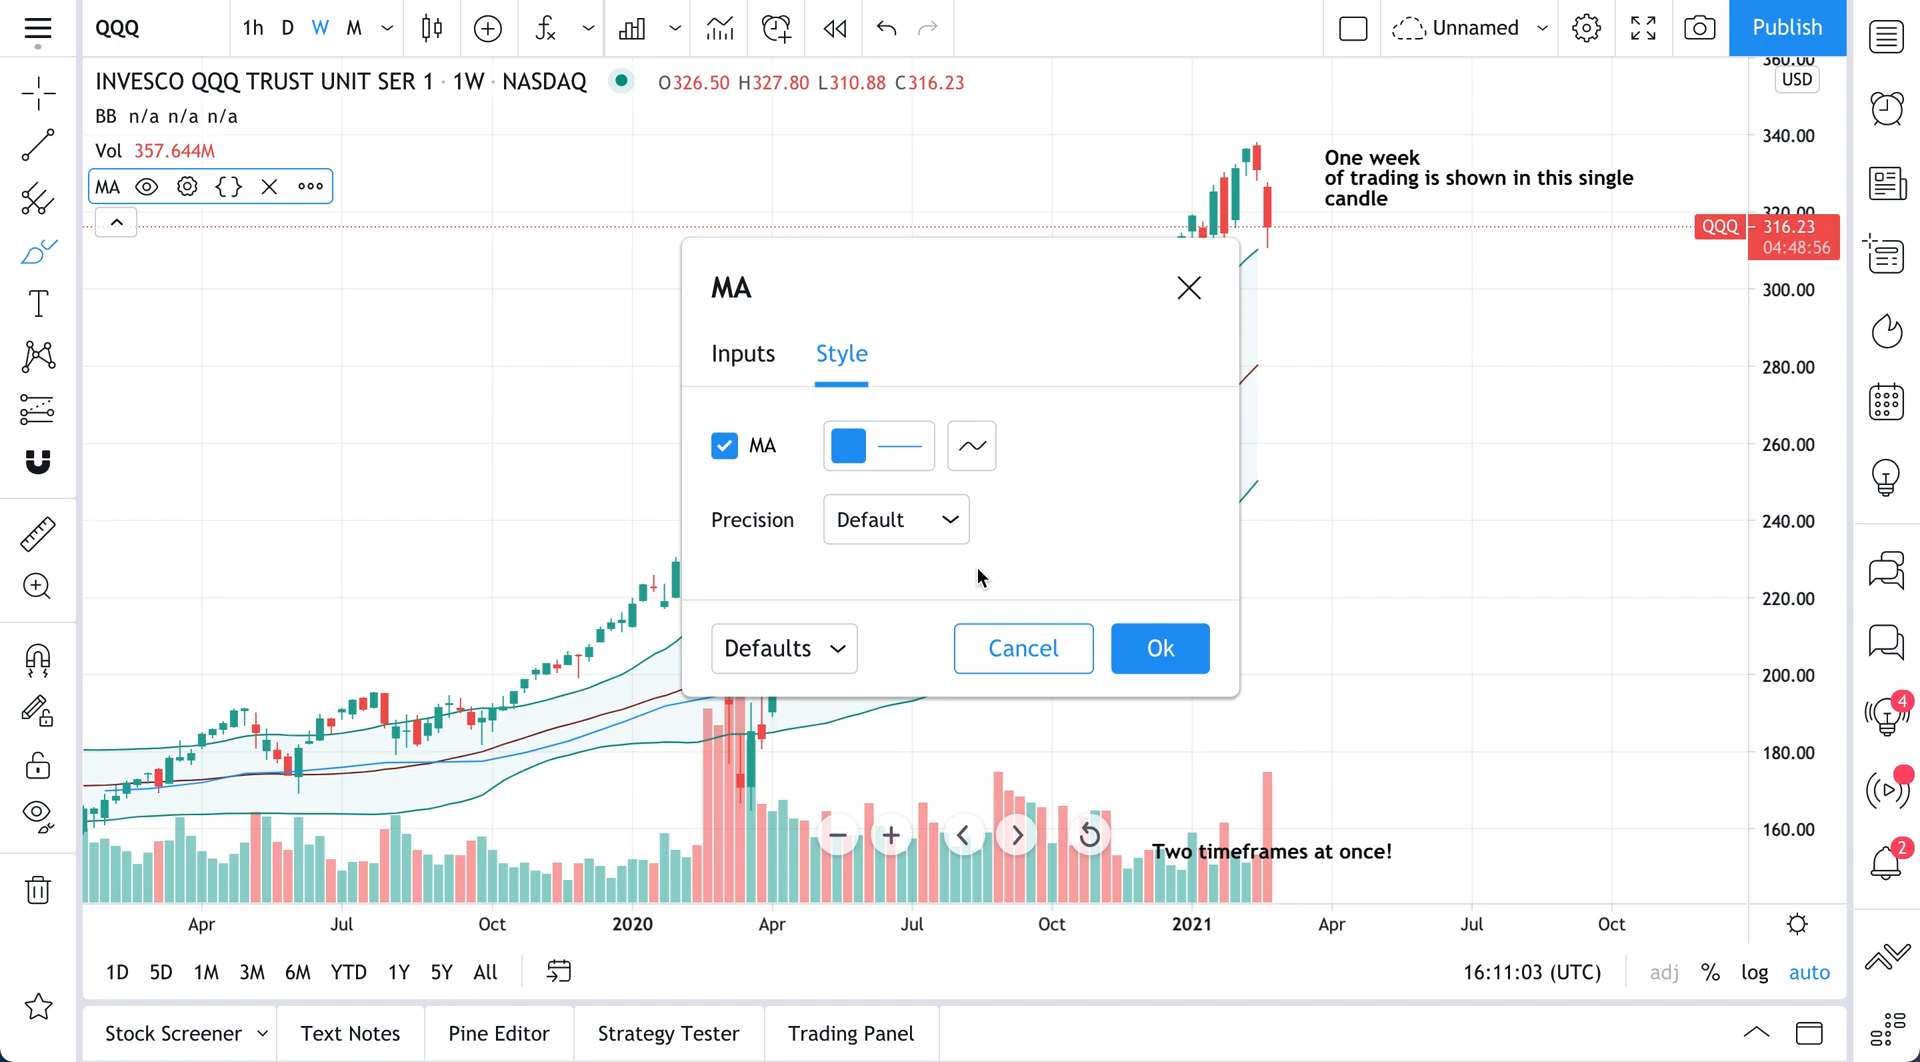 QQQ
1h D W M
Unnamed
Publish
INVESCO QQQ TRUST UNIT SER 1 · 1W · NASDAQ
O326.50 H327.80 L310.88 C316.23
BB n/a n/a n/a
Vol 357.644M
MA
360.00
USD
340.00
320.00
QQQ
316.23
04:48:56
300.00
280.00
260.00
240.00
220.00
200.00
180.00
160.00
One week
of trading is shown in this single
candle
MA
Inputs Style
MA
Precision Default
Defaults Cancel Ok
Two timeframes at once!
Apr Jul Oct 2020 Apr Jul Oct 2021 Apr Jul Oct
1D 5D 1M 3M 6M YTD 1Y 5Y All
16:11:03 (UTC)
adj % log auto
Stock Screener Text Notes Pine Editor Strategy Tester Trading Panel
4
2